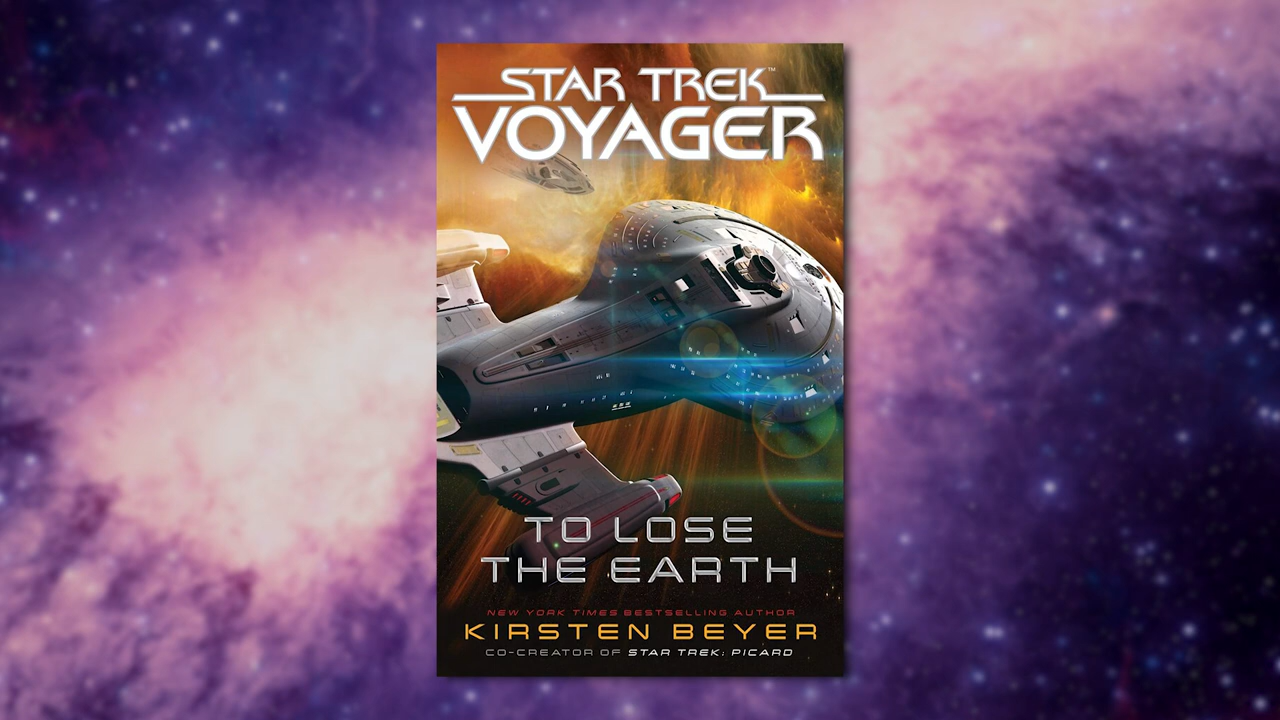 STAR TREK™
VOYAGER
TO LOSE
THE EARTH
NEW YORK TIMES BESTSELLING AUTHOR
KIRSTEN BEYER
CO-CREATOR OF STAR TREK: PICARD